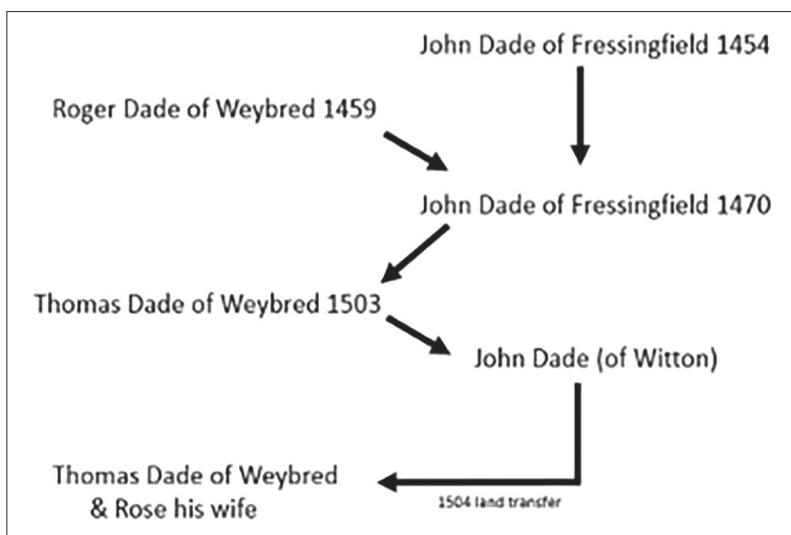 John Dade of Fressingfield 1454
Roger Dade of Weybred 1459
John Dade of Fressingfield 1470
Thomas Dade of Weybred 1503
John Dade (of Witton)
Thomas Dade of Weybred
& Rose his wife
1504 land transfer